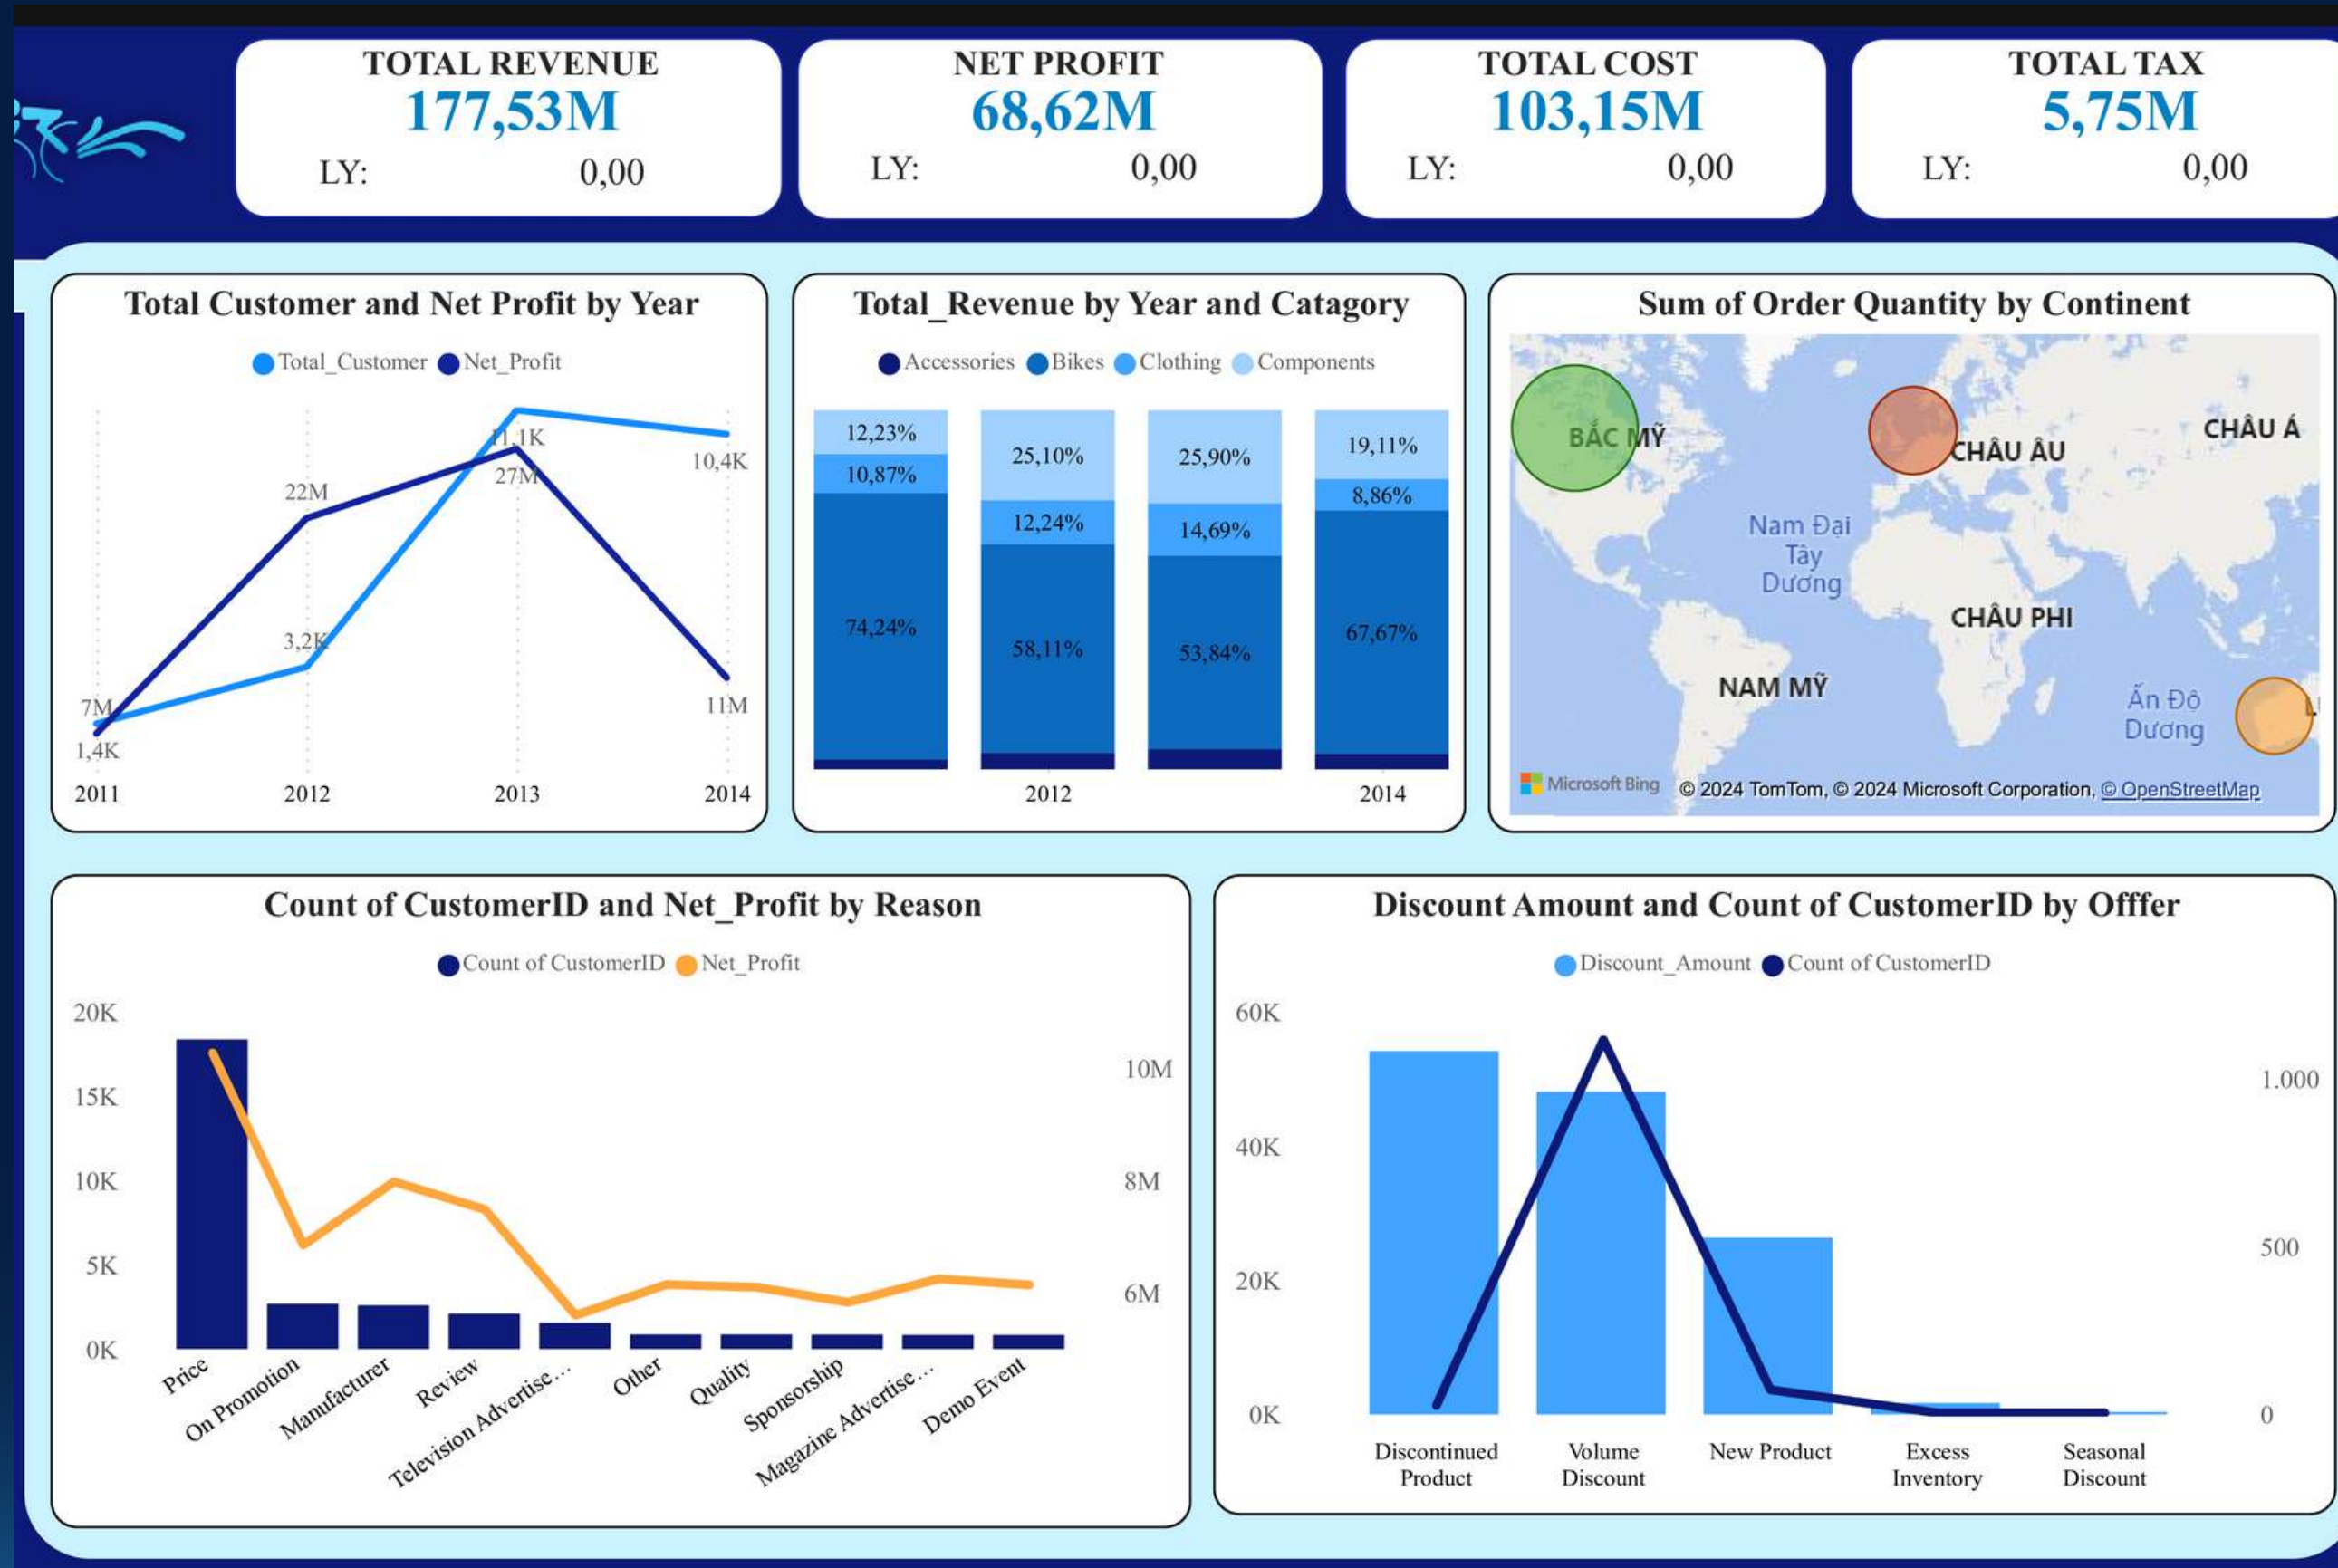 TOTAL REVENUE
177,53M
LY: 0,00
NET PROFIT
68,62M
LY: 0,00
TOTAL COST
103,15M
LY: 0,00
TOTAL TAX
5,75M
LY: 0,00
Total Customer and Net Profit by Year
Total_Customer Net_Profit
11,1K
10,4K
27M
22M
3,2K
7M
11M
1,4K
2011 2012 2013 2014
Total_Revenue by Year and Catagory
Accessories Bikes Clothing Components
12,23% 25,10% 25,90% 19,11%
10,87% 12,24% 14,69% 8,86%
74,24% 58,11% 53,84% 67,67%
2012 2014
Sum of Order Quantity by Continent
BẮC MỸ
CHÂU ÂU
CHÂU Á
Nam Đại
Tây
Dương
CHÂU PHI
NAM MỸ
Ấn Độ
Dương
Microsoft Bing © 2024 TomTom, © 2024 Microsoft Corporation, © OpenStreetMap
Count of CustomerID and Net_Profit by Reason
Count of CustomerID Net_Profit
20K
15K
10K
5K
0K
10M
8M
6M
Price
On Promotion
Manufacturer
Review
Television Advertise...
Other
Quality
Sponsorship
Magazine Advertise...
Demo Event
Discount Amount and Count of CustomerID by Offfer
Discount_Amount Count of CustomerID
60K
40K
20K
0K
1.000
500
0
Discontinued
Product
Volume
Discount
New Product
Excess
Inventory
Seasonal
Discount